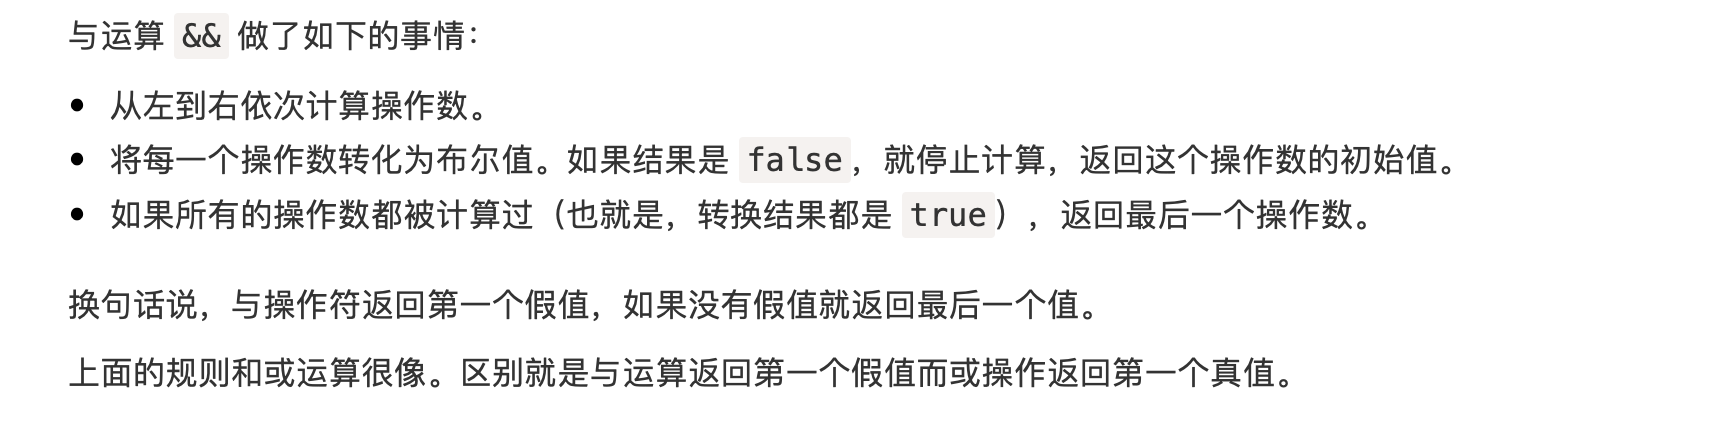 与运算 && 做了如下的事情：
• 从左到右依次计算操作数。
• 将每一个操作数转化为布尔值。如果结果是 false，就停止计算，返回这个操作数的初始值。
• 如果所有的操作数都被计算过（也就是，转换结果都是 true），返回最后一个操作数。
换句话说，与操作符返回第一个假值，如果没有假值就返回最后一个值。
上面的规则和或运算很像。区别就是与运算返回第一个假值而或操作返回第一个真值。